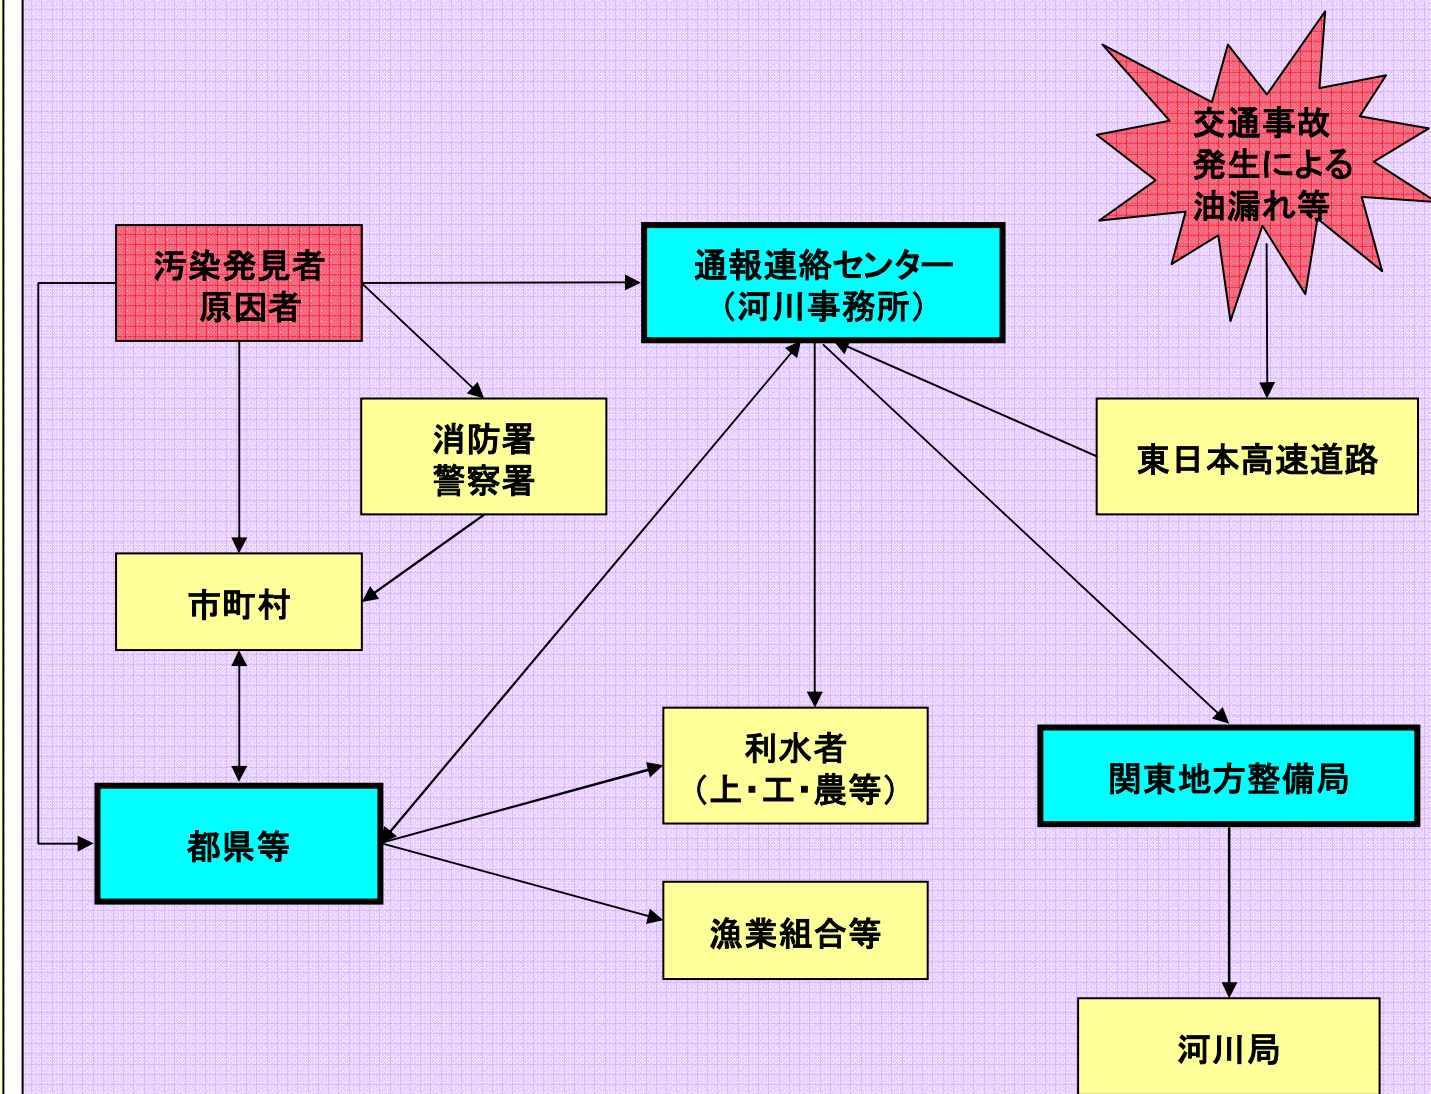 交通事故
発生による
油漏れ等
汚染発見者
原因者
通報連絡センター
（河川事務所）
消防署
警察署
東日本高速道路
市町村
利水者
（上・工・農等）
関東地方整備局
都県等
漁業組合等
河川局